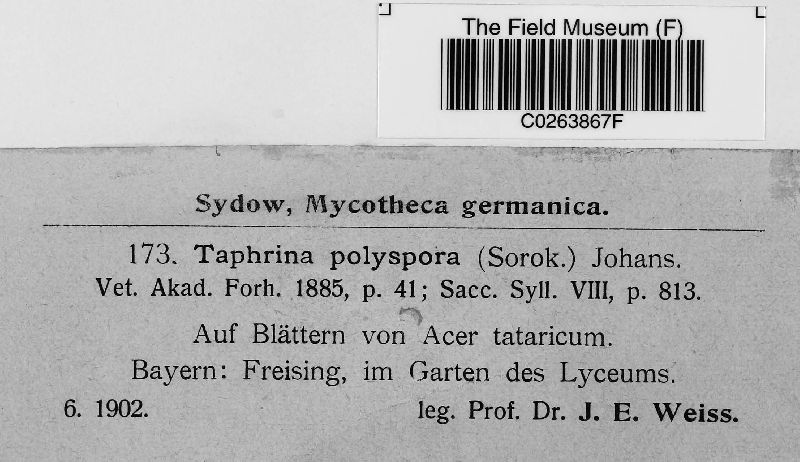 The Field Museum (F)
C0263867F
Sydow, Mycotheca germanica.
173. Taphrina polyspora (Sorok.) Johans.
Vet. Akad. Forh. 1885, p. 41; Sacc. Syll. VIII, p. 813.
Auf Blättern von Acer tataricum.
Bayern: Freising, im Garten des Lyceums.
6. 1902. leg. Prof. Dr. J. E. Weiss.